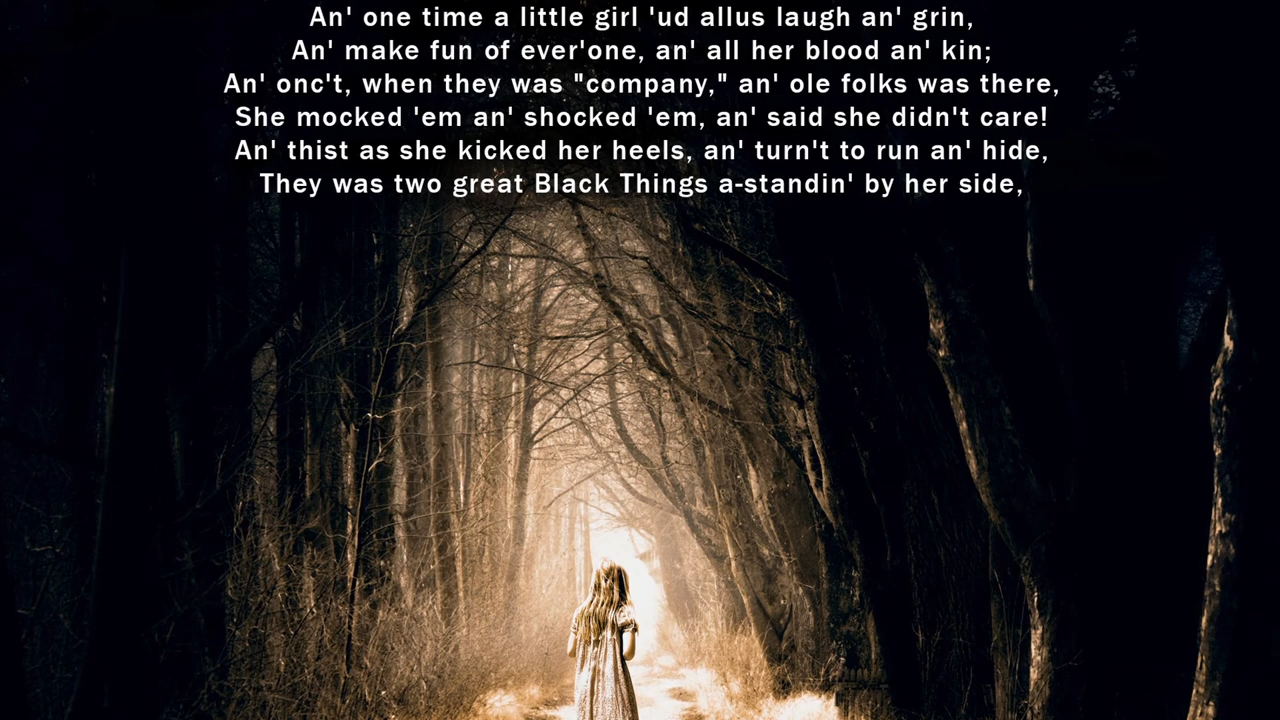 An' one time a little girl 'ud allus laugh an' grin,
An' make fun of ever'one, an' all her blood an' kin;
An' onc't, when they was "company," an' ole folks was there,
She mocked 'em an' shocked 'em, an' said she didn't care!
An' thist as she kicked her heels, an' turn't to run an' hide,
They was two great Black Things a-standin' by her side,